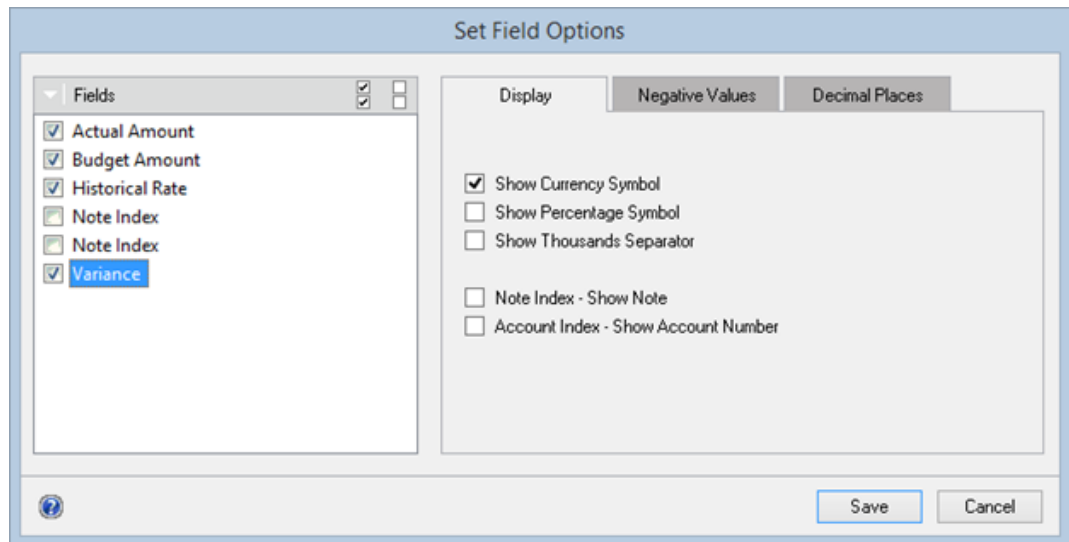 Set Field Options
Fields
Actual Amount
Budget Amount
Historical Rate
Note Index
Note Index
Variance
Display
Negative Values
Decimal Places
Show Currency Symbol
Show Percentage Symbol
Show Thousands Separator
Note Index - Show Note
Account Index - Show Account Number
?
Save
Cancel